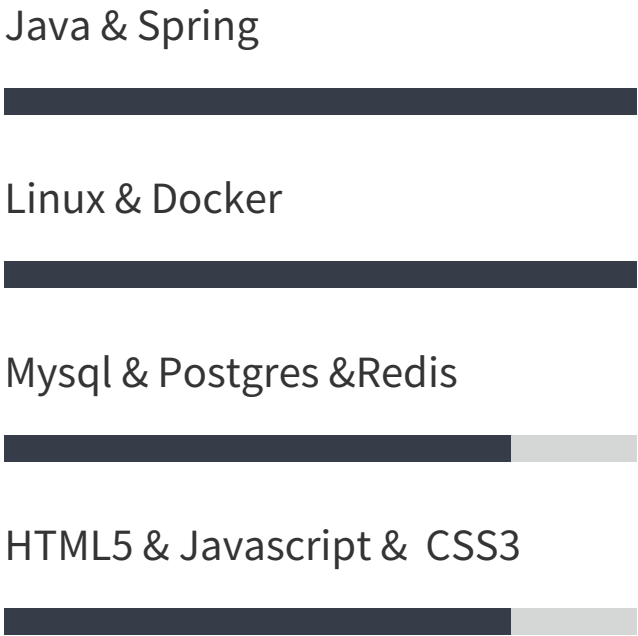 Java & Spring
Linux & Docker
Mysql & Postgres &Redis
HTML5 & Javascript &  CSS3